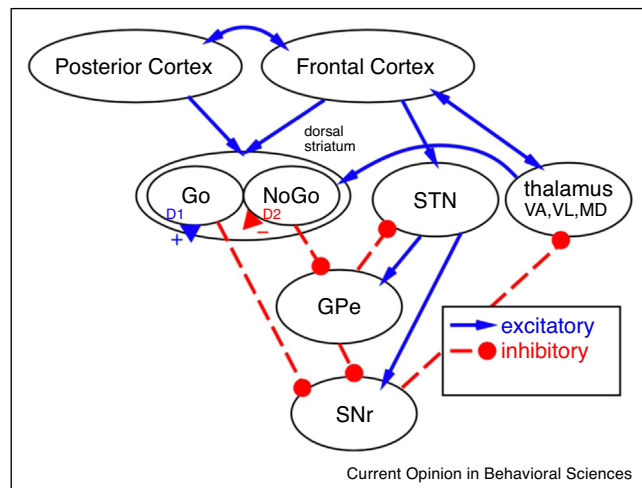 Posterior Cortex
Frontal Cortex
dorsal
striatum
Go
NoGo
D1
D2
+
–
STN
thalamus
VA,VL,MD
GPe
excitatory
inhibitory
SNr
Current Opinion in Behavioral Sciences